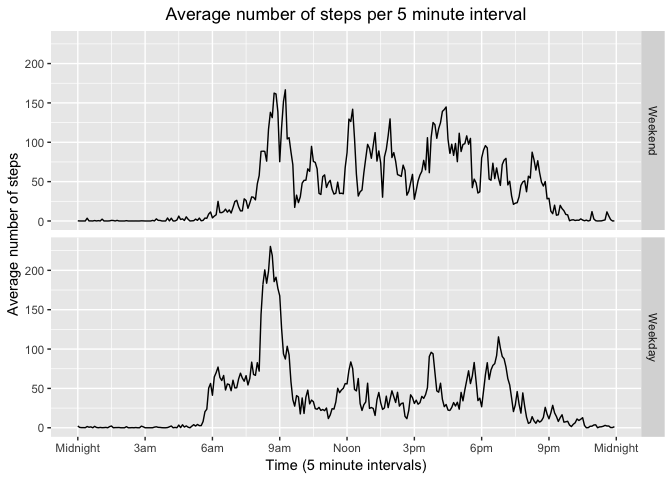 Average number of steps per 5 minute interval
Average number of steps
200
150
100
50
0
Weekend
200
150
100
50
0
Weekday
Midnight 3am 6am 9am Noon 3pm 6pm 9pm Midnight
Time (5 minute intervals)